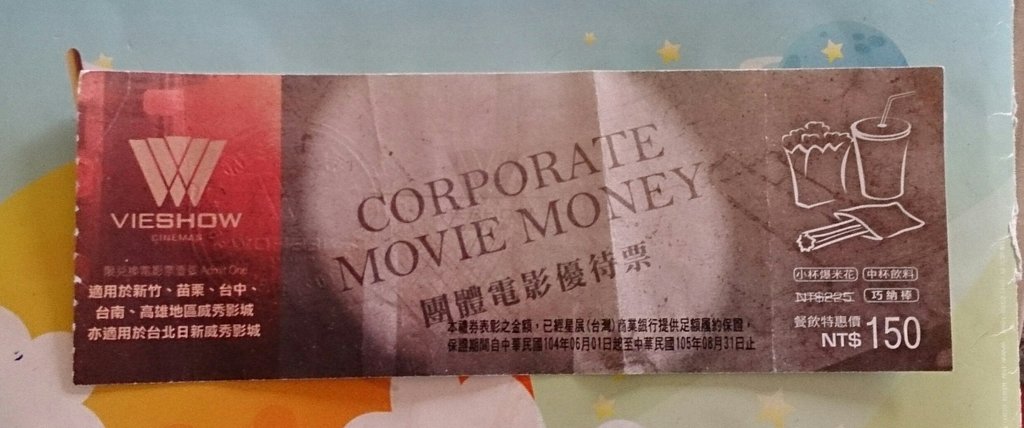 VIESHOW
CINEMAS
限兌換電影票壹張 Admit One
適用於新竹、苗栗、台中、
台南、高雄地區威秀影城
亦適用於台北日新威秀影城
CORPORATE
MOVIE MONEY
團體電影優待票
本禮券表彰之金額，已經星展(台灣)商業銀行提供足額履約保證，
保證期間自中華民國104年06月01日起至中華民國105年08月31日止
小杯爆米花 中杯飲料
NT$225 巧納棒
餐飲特惠價
NT$ 150